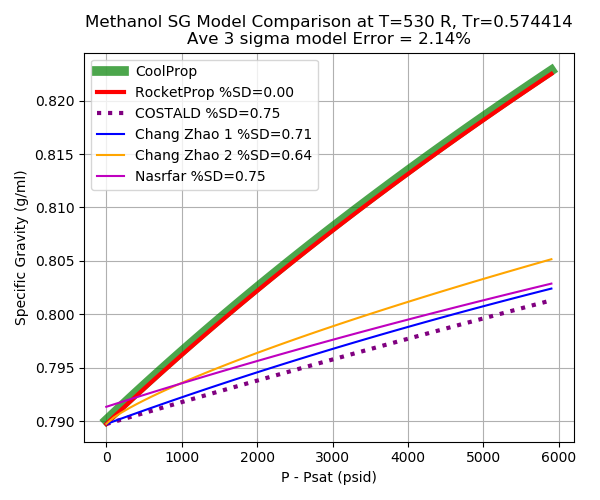 Methanol SG Model Comparison at T=530 R, Tr=0.574414
Ave 3 sigma model Error = 2.14%
CoolProp
RocketProp %SD=0.00
COSTALD %SD=0.75
Chang Zhao 1 %SD=0.71
Chang Zhao 2 %SD=0.64
Nasrfar %SD=0.75
Specific Gravity (g/ml)
0.820
0.815
0.810
0.805
0.800
0.795
0.790
0 1000 2000 3000 4000 5000 6000
P - Psat (psid)